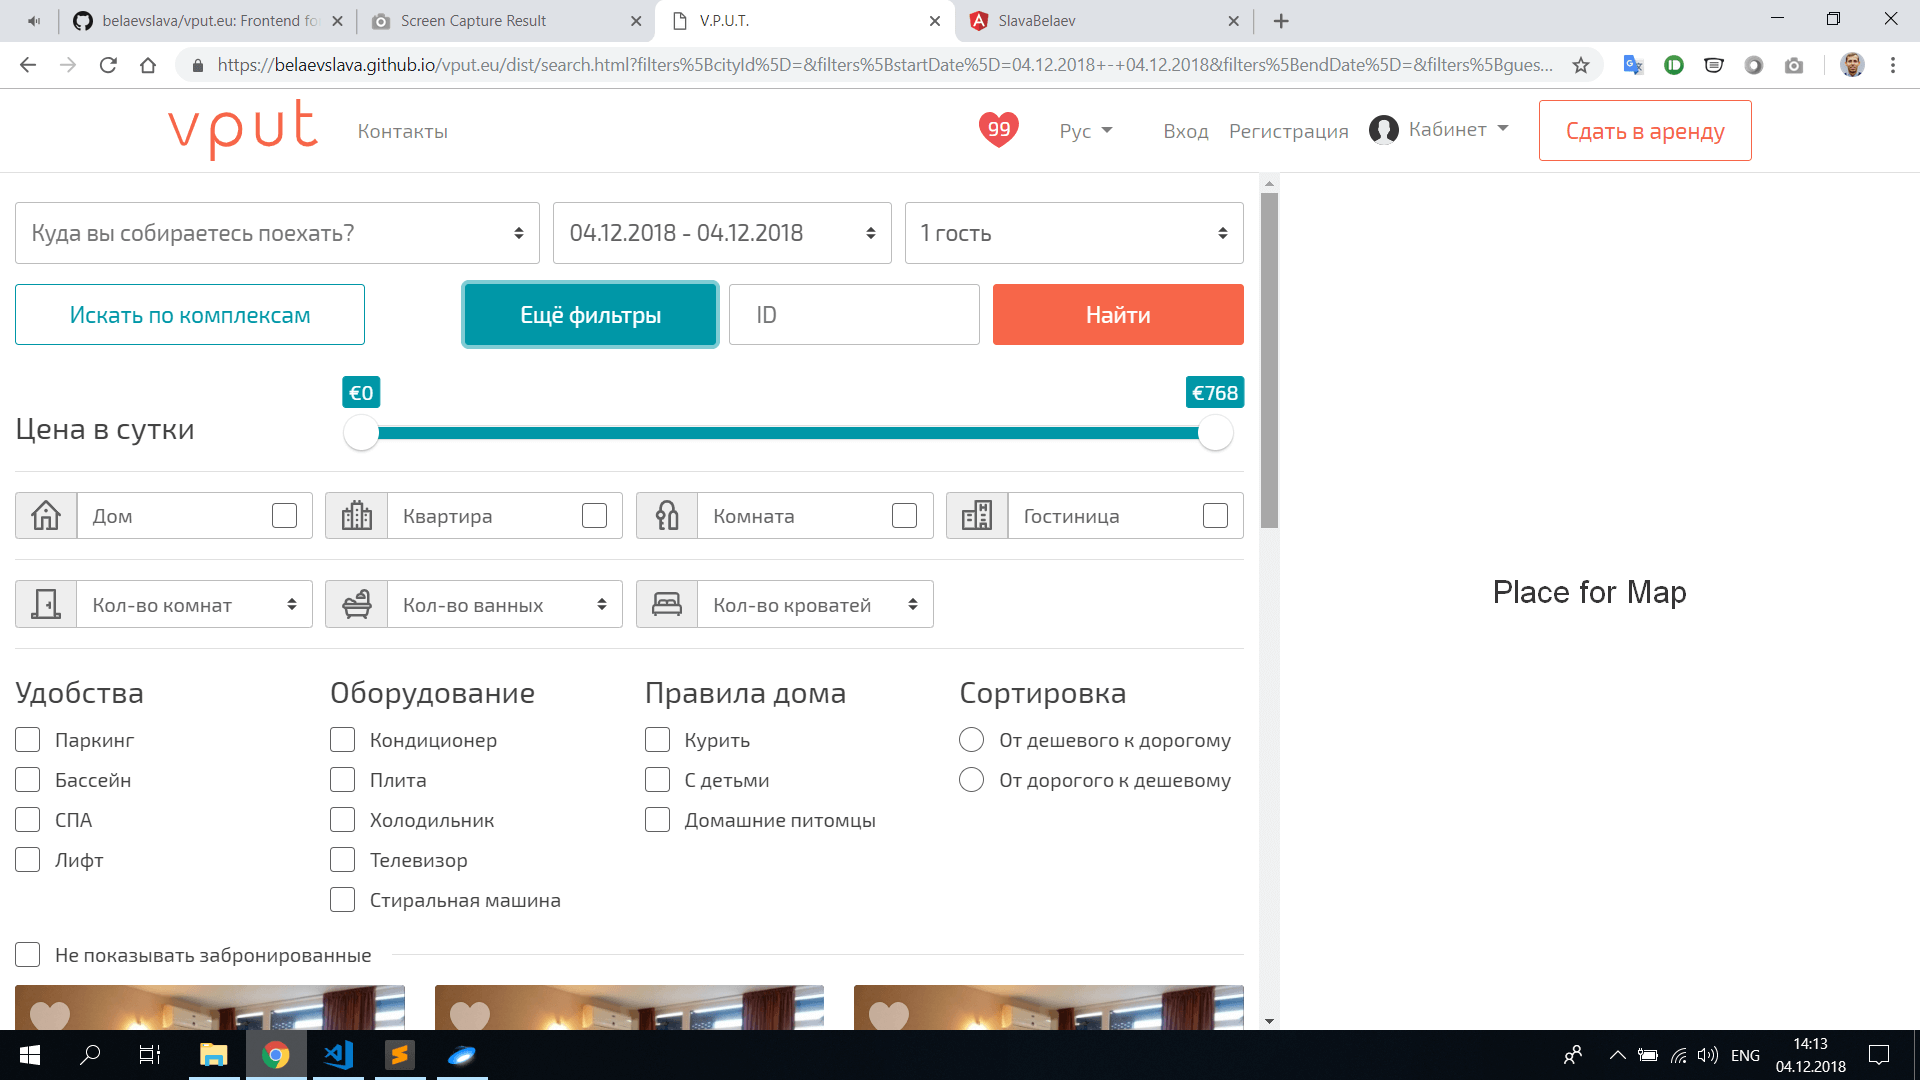 belaevslava/vput.eu: Frontend fo
Screen Capture Result
V.P.U.T.
SlavaBelaev
https://belaevslava.github.io/vput.eu/dist/search.html?filters%5BcityId%5D=&filters%5BstartDate%5D=04.12.2018+-+04.12.2018&filters%5BendDate%5D=&filters%5Bgues...
vput
Контакты
99
Рус
Вход
Регистрация
Кабинет
Сдать в аренду
Куда вы собираетесь поехать?
04.12.2018 - 04.12.2018
1 гость
Искать по комплексам
Ещё фильтры
ID
Найти
€0
€768
Цена в сутки
Дом
Квартира
Комната
Гостиница
Кол-во комнат
Кол-во ванных
Кол-во кроватей
Place for Map
Удобства
Паркинг
Бассейн
СПА
Лифт
Оборудование
Кондиционер
Плита
Холодильник
Телевизор
Стиральная машина
Правила дома
Курить
С детьми
Домашние питомцы
Сортировка
От дешевого к дорогому
От дорогого к дешевому
Не показывать забронированные
ENG
14:13
04.12.2018